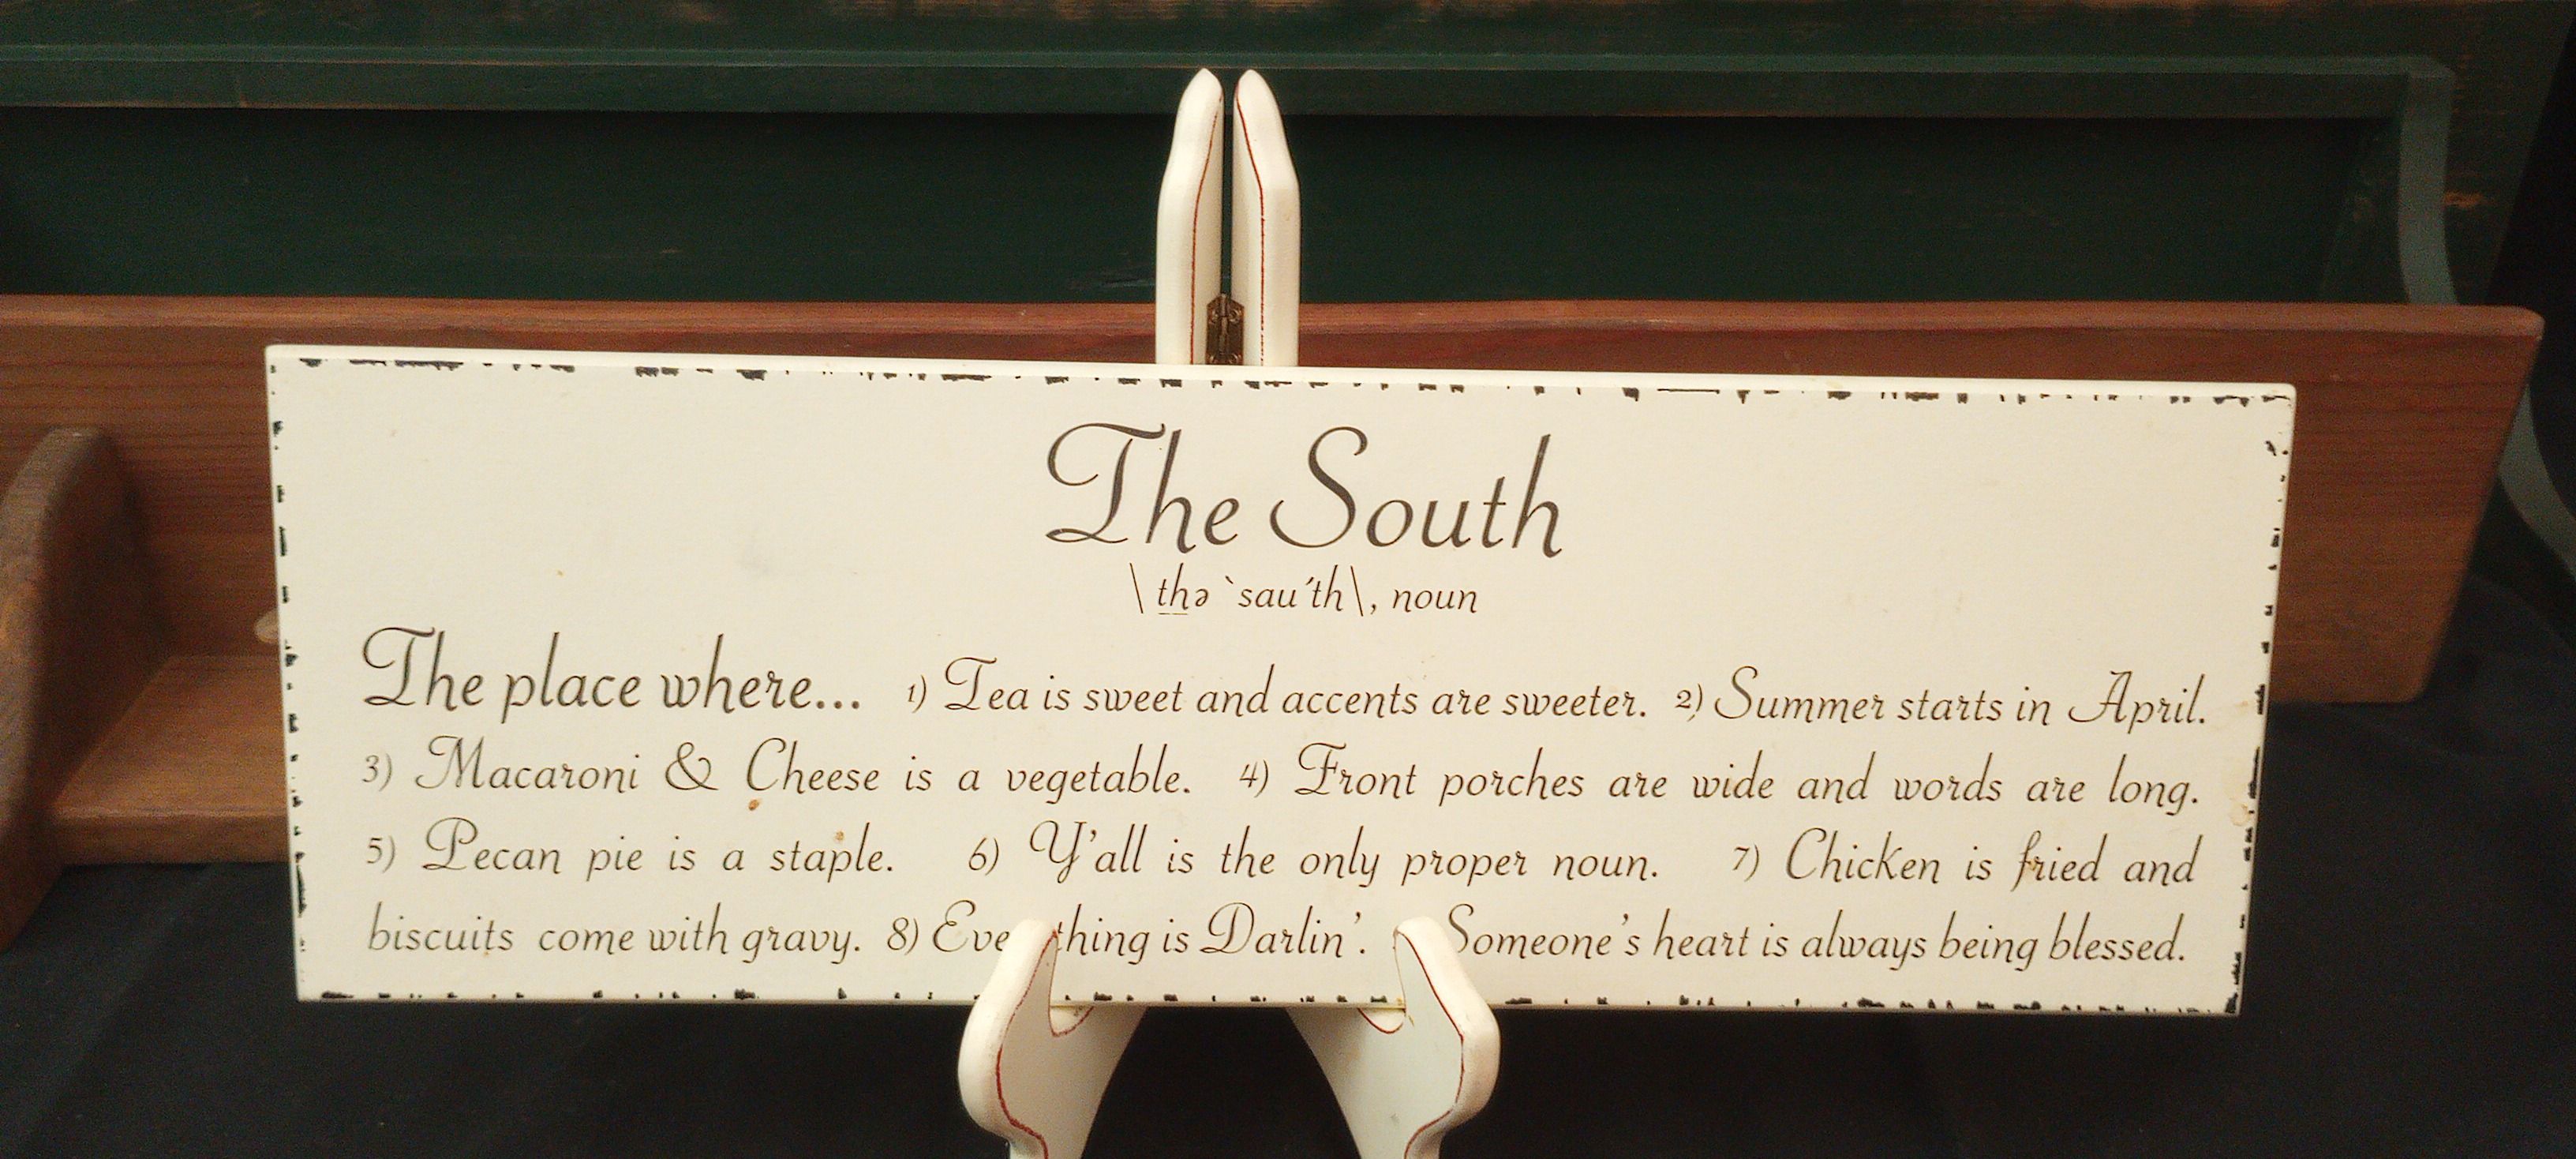 The South
\ thə `sau´th \, noun
The place where... 1) Tea is sweet and accents are sweeter. 2) Summer starts in April.
3) Macaroni & Cheese is a vegetable. 4) Front porches are wide and words are long.
5) Pecan pie is a staple. 6) Y'all is the only proper noun. 7) Chicken is fried and
biscuits come with gravy. 8) Eve thing is Darlin'. Someone's heart is always being blessed.